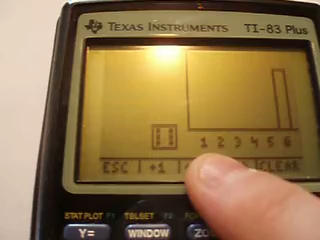 TEXAS INSTRUMENTS TI-83 Plus
1 2 3 4 5 6
ESC +1 CLEAR
STAT PLOT F1 TBLSET F2
Y= WINDOW